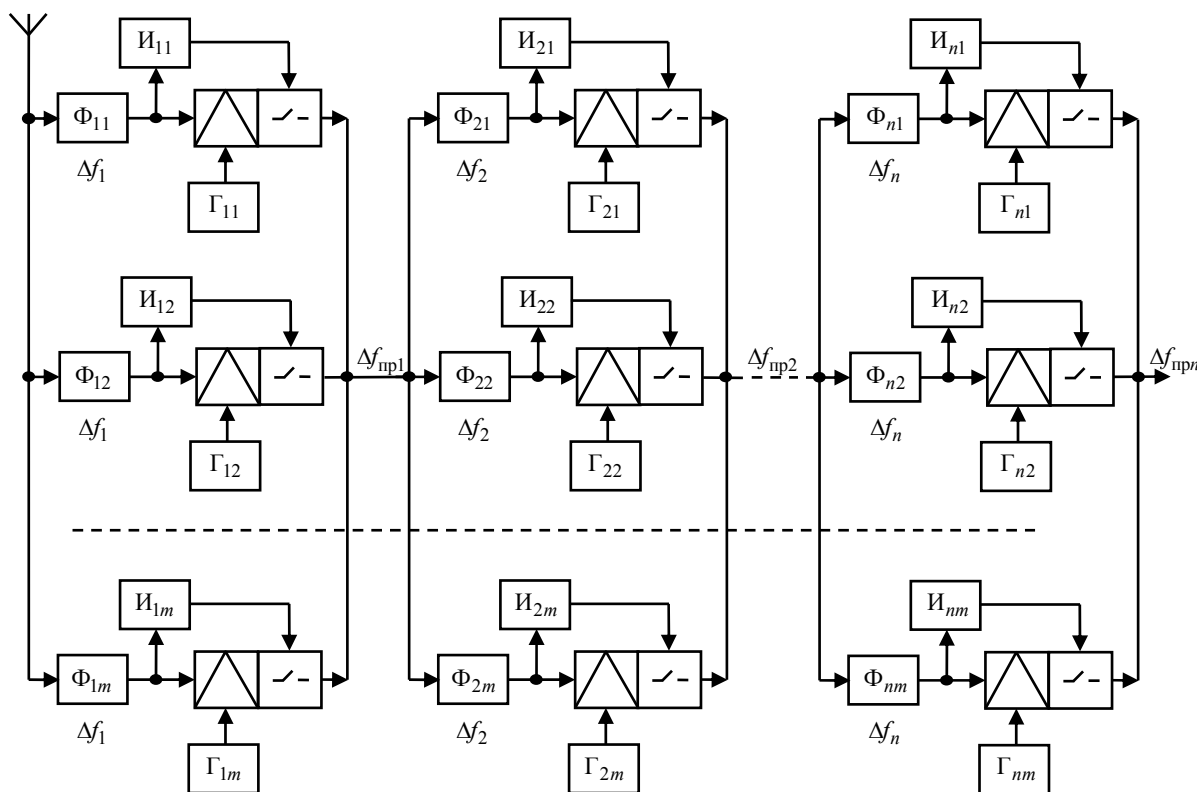 И11 И21 Иn1
Ф11 Ф21 Фn1
Δf1 Δf2 Δfn
Г11 Г21 Гn1
И12 И22 Иn2
Δfпр1 Δfпр2 Δfпрn
Ф12 Ф22 Фn2
Δf1 Δf2 Δfn
Г12 Г22 Гn2
И1m И2m Иnm
Ф1m Ф2m Фnm
Δf1 Δf2 Δfn
Г1m Г2m Гnm